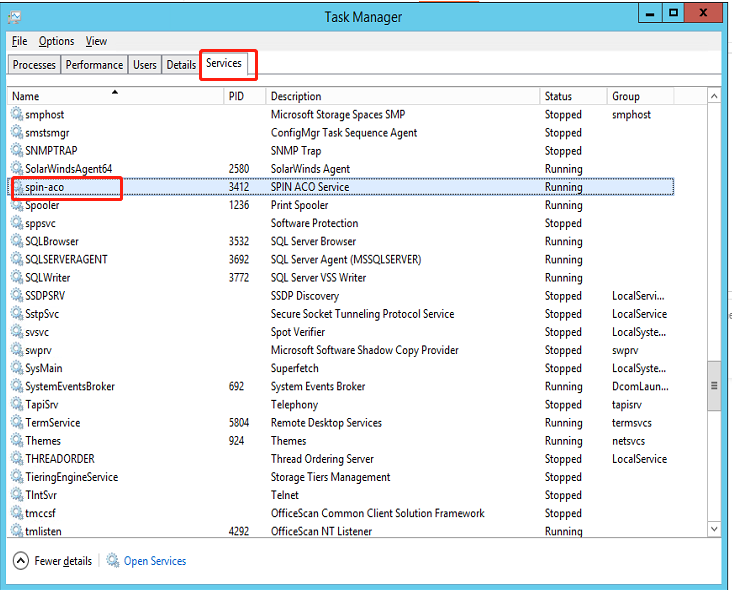 Task Manager
File Options View
Processes Performance Users Details Services
Name PID Description Status Group
smphost Microsoft Storage Spaces SMP Stopped smphost
smstsmgr ConfigMgr Task Sequence Agent Stopped
SNMPTRAP SNMP Trap Stopped
SolarWindsAgent64 2580 SolarWinds Agent Running
spin-aco 3412 SPIN ACO Service Running
Spooler 1236 Print Spooler Running
sppsvc Software Protection Stopped
SQLBrowser 3532 SQL Server Browser Running
SQLSERVERAGENT 3692 SQL Server Agent (MSSQLSERVER) Running
SQLWriter 3772 SQL Server VSS Writer Running
SSDPSRV SSDP Discovery Stopped LocalServi...
SstpSvc Secure Socket Tunneling Protocol Service Stopped LocalService
svsvc Spot Verifier Stopped LocalSyste...
swprv Microsoft Software Shadow Copy Provider Stopped swprv
SysMain Superfetch Stopped LocalSyste...
SystemEventsBroker 692 System Events Broker Running DcomLaun...
TapiSrv Telephony Stopped tapisrv
TermService 5804 Remote Desktop Services Running termsvcs
Themes 924 Themes Running netsvcs
THREADORDER Thread Ordering Server Stopped LocalService
TieringEngineService Storage Tiers Management Stopped
TlntSvr Telnet Stopped
tmccsf OfficeScan Common Client Solution Framework Stopped
tmlisten 4292 OfficeScan NT Listener Running
Fewer details Open Services